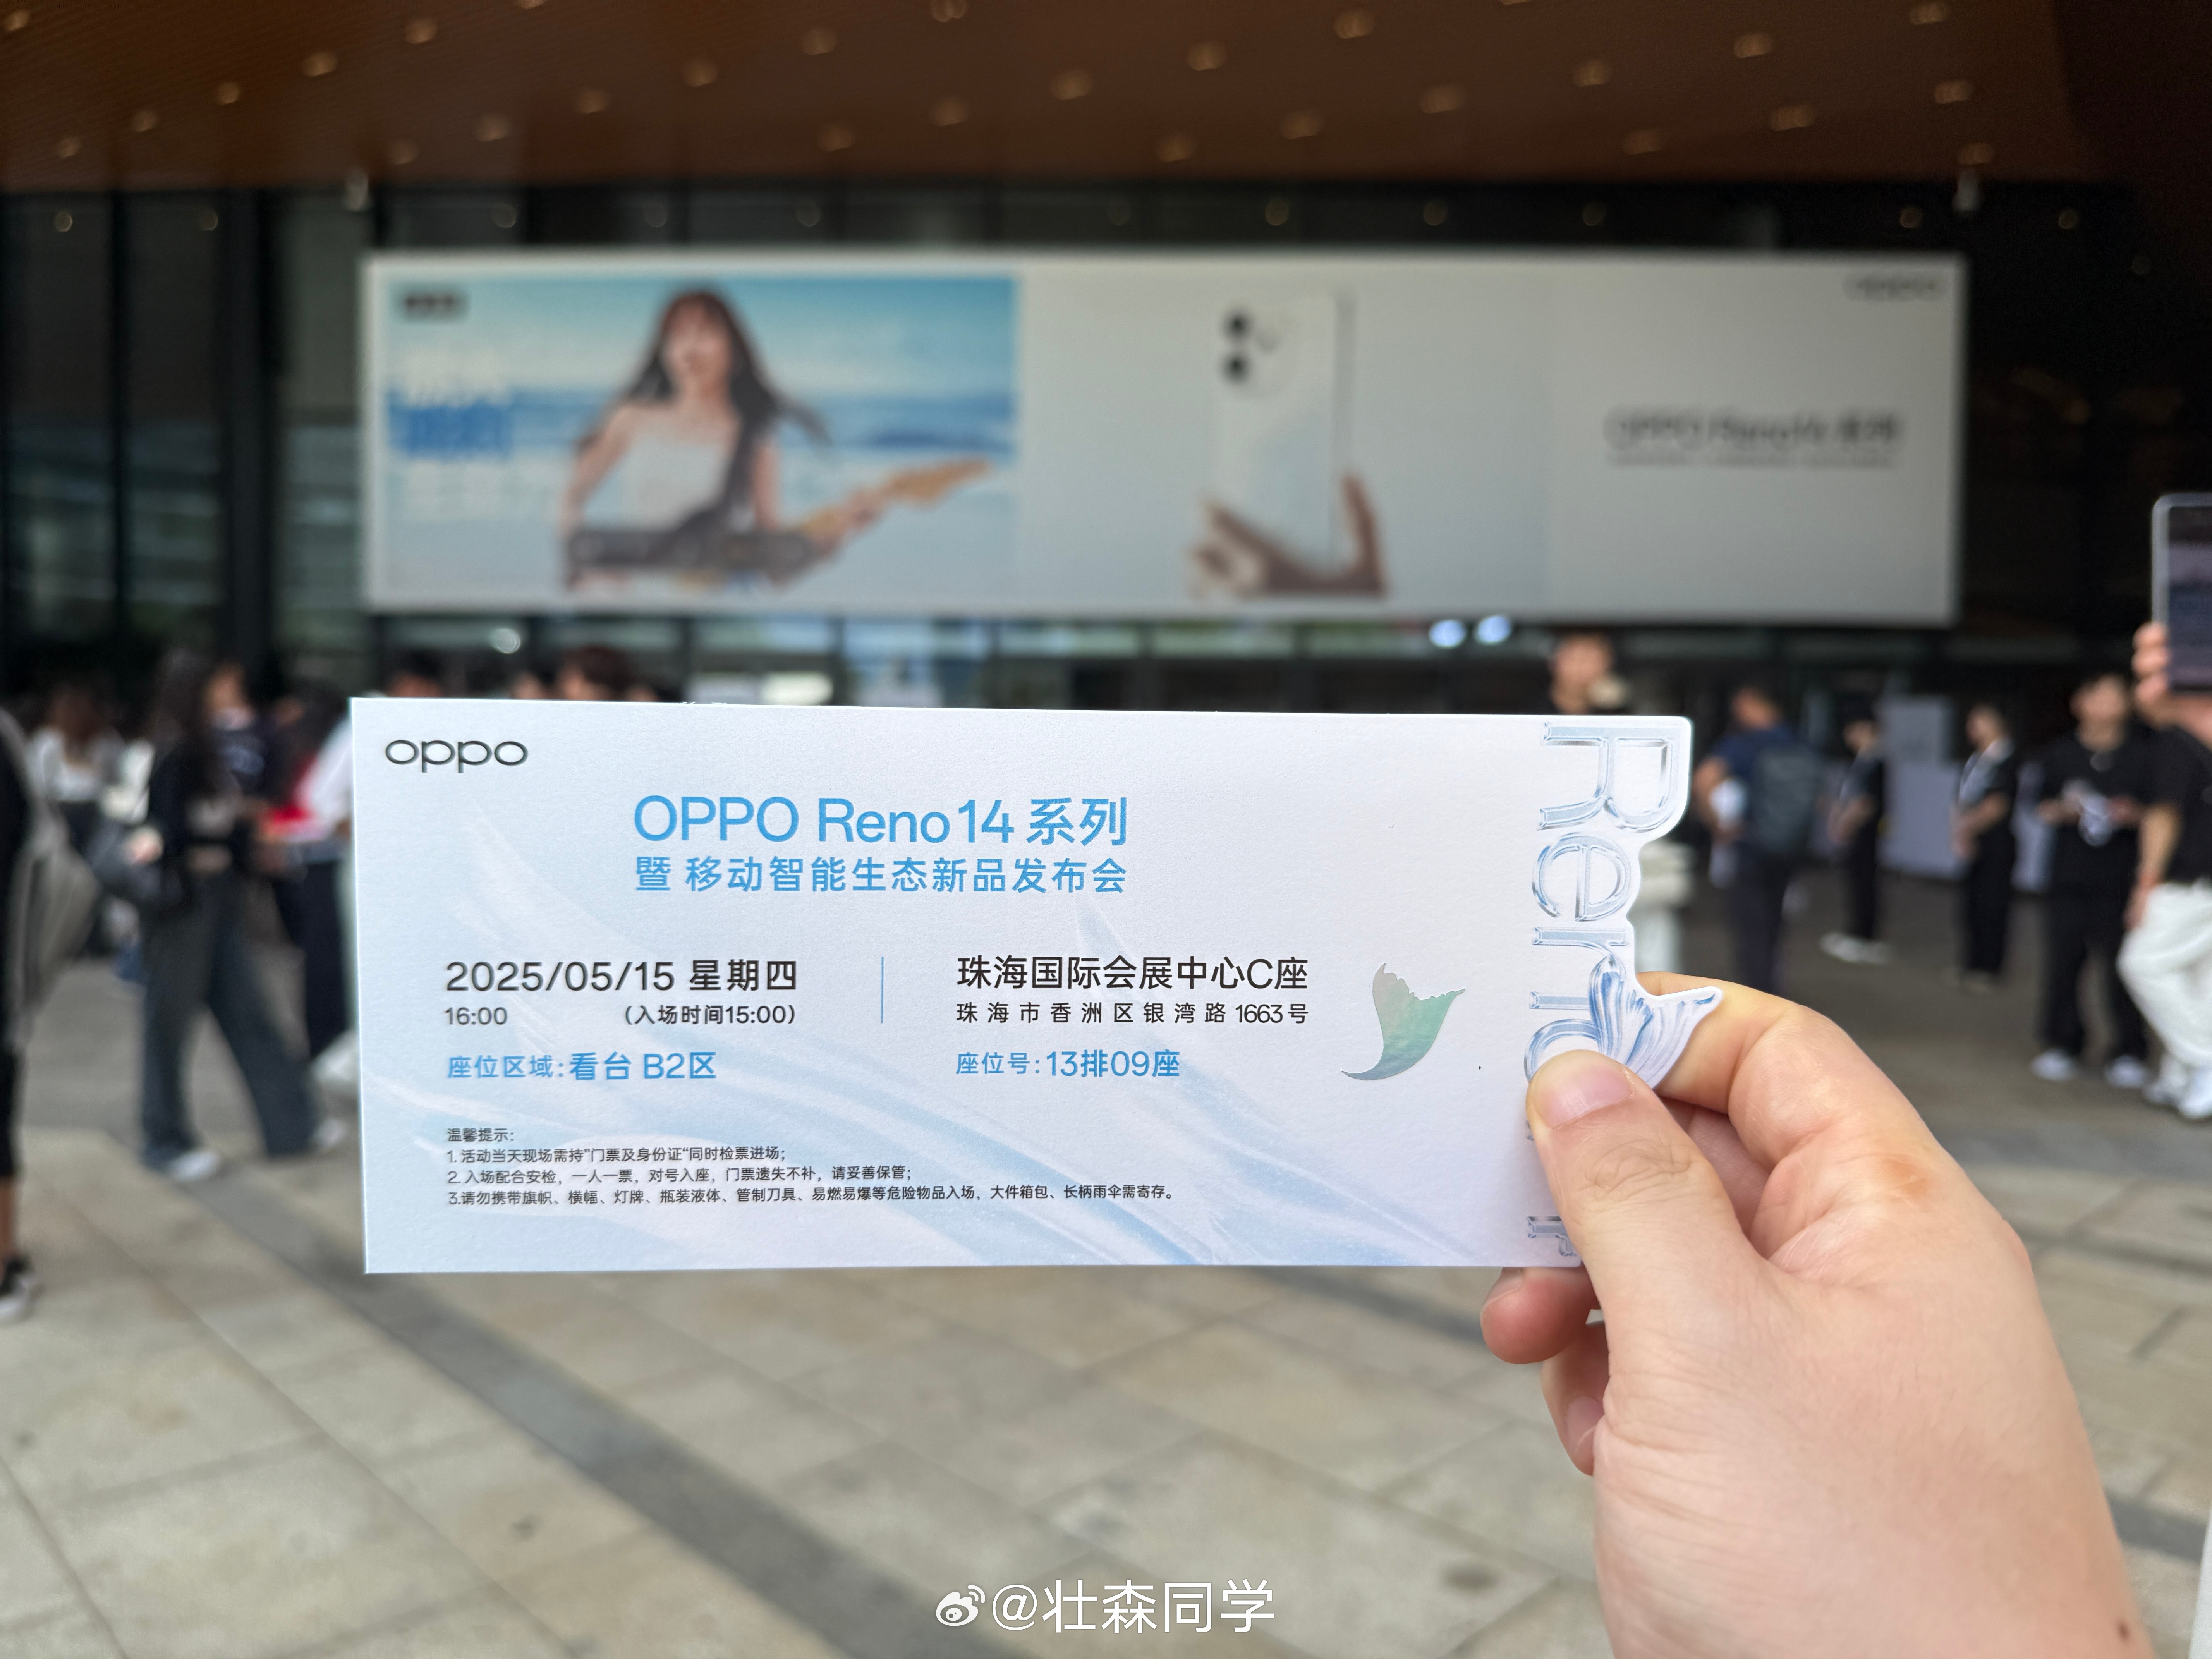 OPPO Reno14 系列
oppo
OPPO Reno14 系列
暨 移动智能生态新品发布会
2025/05/15 星期四
16:00 (入场时间15:00)
珠海国际会展中心C座
珠海市香洲区银湾路1663号
座位区域:看台 B2区
座位号:13排09座
温馨提示:
1. 活动当天现场需持"门票及身份证“同时检票进场;
2. 入场配合安检，一人一票，对号入座，门票遗失不补，请妥善保管;
3.请勿携带旗帜、横幅、灯牌、瓶装液体、管制刀具、易燃易爆等危险物品入场，大件箱包、长柄雨伞需寄存。
Reno
@壮森同学